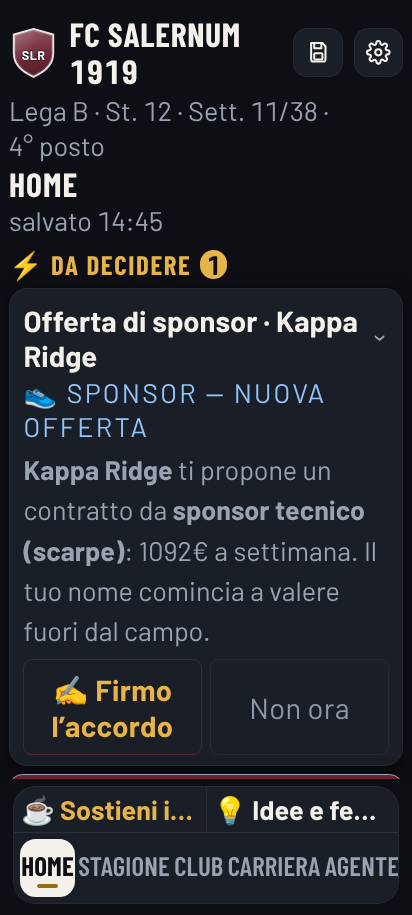 SLR
FC SALERNUM
1919
Lega B · St. 12 · Sett. 11/38 ·
4° posto
HOME
salvato 14:45
⚡ DA DECIDERE 1
Offerta di sponsor · Kappa
Ridge
👟 SPONSOR — NUOVA
OFFERTA
Kappa Ridge ti propone un
contratto da sponsor tecnico
(scarpe): 1092€ a settimana. Il
tuo nome comincia a valere
fuori dal campo.
✍️ Firmo
l’accordo
Non ora
☕ Sostieni i...
💡 Idee e fe...
HOME STAGIONE CLUB CARRIERA AGENTE